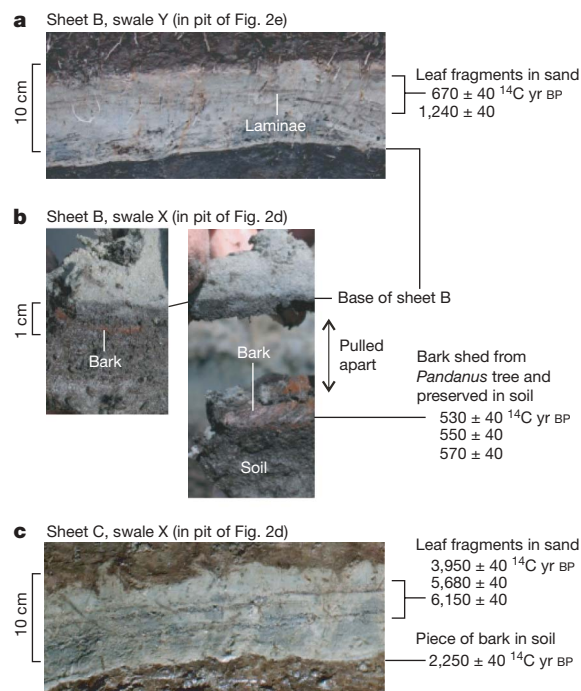 a Sheet B, swale Y (in pit of Fig. 2e)
10 cm
Laminae
Leaf fragments in sand
670 ± 40 ¹⁴C yr BP
1,240 ± 40
b Sheet B, swale X (in pit of Fig. 2d)
1 cm
Bark
Bark
Soil
Base of sheet B
Pulled
apart
Bark shed from
Pandanus tree and
preserved in soil
530 ± 40 ¹⁴C yr BP
550 ± 40
570 ± 40
c Sheet C, swale X (in pit of Fig. 2d)
10 cm
Leaf fragments in sand
3,950 ± 40 ¹⁴C yr BP
5,680 ± 40
6,150 ± 40
Piece of bark in soil
2,250 ± 40 ¹⁴C yr BP